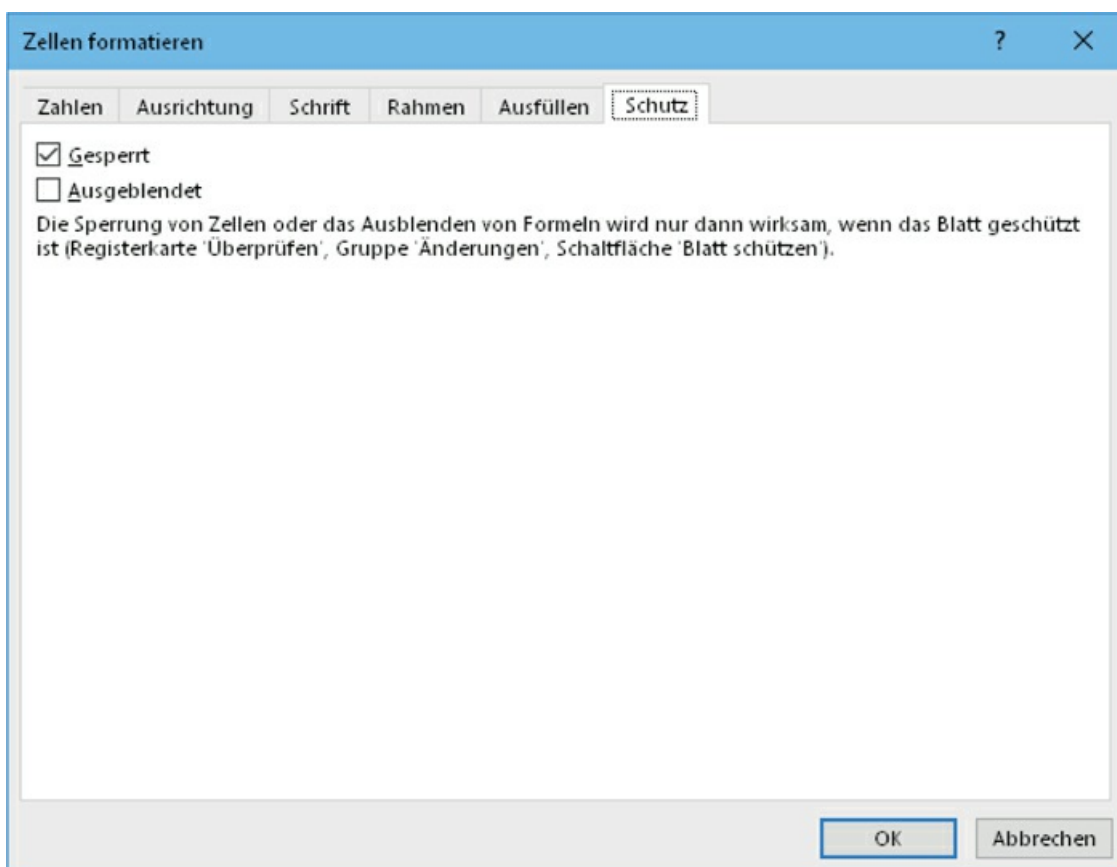 Zellen formatieren
?
Zahlen
Ausrichtung
Schrift
Rahmen
Ausfüllen
Schutz
Gesperrt
Ausgeblendet
Die Sperrung von Zellen oder das Ausblenden von Formeln wird nur dann wirksam, wenn das Blatt geschützt
ist (Registerkarte 'Überprüfen', Gruppe 'Änderungen', Schaltfläche 'Blatt schützen').
OK
Abbrechen